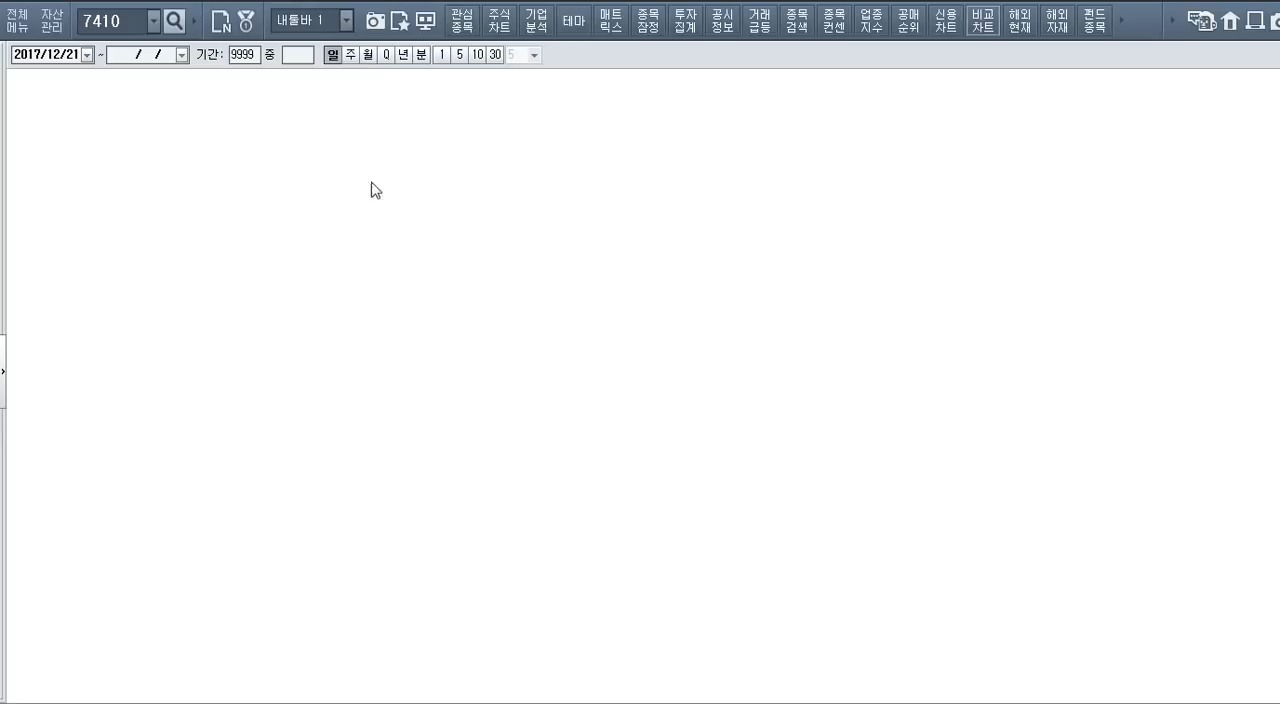 전체 자산 7410 내툴바 1 관심 주식 기업 테마 매트 종목 투자 공시 거래 종목 종목 업종 공매 신용 비교 해외 해외 펀드
메뉴 관리 종목 차트 분석 릭스 잠정 집계 정보 급등 검색 컨센 지수 순위 차트 차트 현재 자재 종목
2017/12/21 ~ / / 기간: 9999 중 일 주 월 Q 년 분 1 5 10 30 5